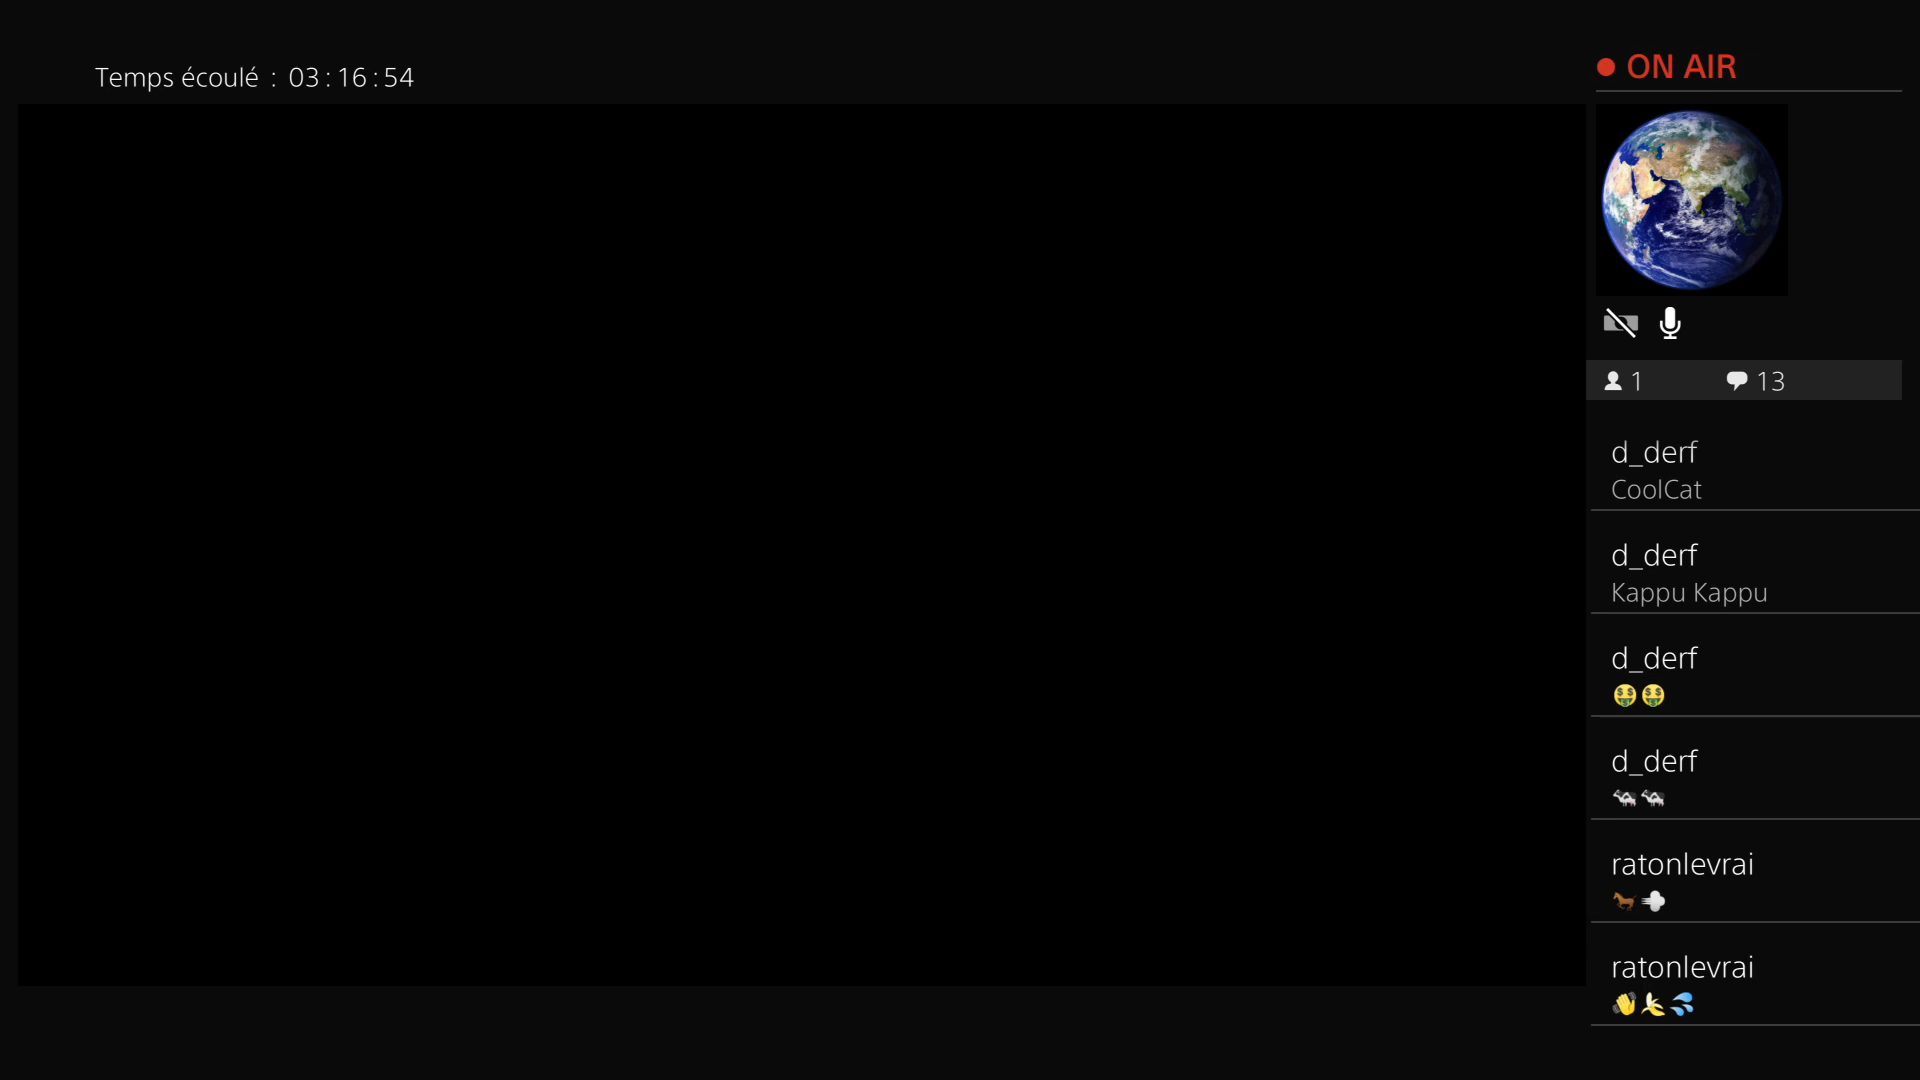 Temps écoulé : 03:16:54
ON AIR
1 13
d_derf
CoolCat
d_derf
Kappu Kappu
d_derf
🤑🤑
d_derf
🐄🐄
ratonlevrai
🐎💨
ratonlevrai
👋🍌💦